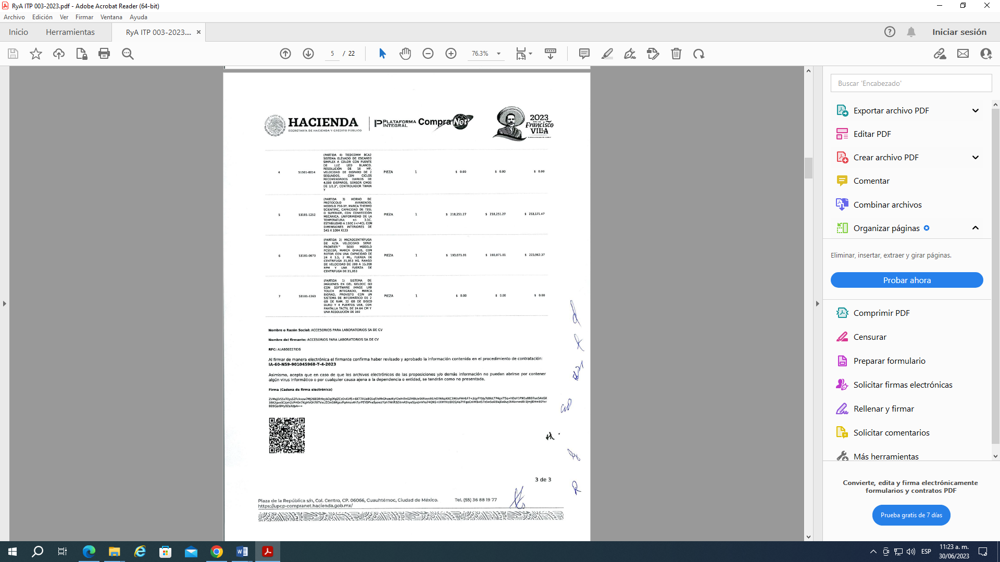 RyA ITP 003-2023.pdf - Adobe Acrobat Reader (64-bit)
Archivo Edición Ver Firmar Ventana Ayuda
Inicio Herramientas RyA ITP 003-2023.... × Iniciar sesión
5 / 22 76.3%
HACIENDA
SECRETARÍA DE HACIENDA Y CRÉDITO PÚBLICO
PLATAFORMA INTEGRAL CompraNet
2023
AÑO DE
Francisco
VILLA
4 51501-0014 (PARTIDA 4) TIEDCOMM BCA2 PIEZA 1 $ 0.00 $ 0.00 $ 0.00
SISTEMA ELEVADO DE ESCANEO
SIMPLEX A COLOR CON FUENTE
DE LUZ LED BLANCO,
RESOLUCIÓN DE 16 MP,
VELOCIDAD DE DISPARO DE 2
SEGUNDOS, CON CICLOS
RECOMENDADOS DIARIOS DE
4,000 DISPAROS, SENSOR CMOS
DE 1/2.3", CONTROLADOR TWAIN
Y
5 53101-1252 (PARTIDA 3) HORNO DE PIEZA 1 $ 218,251.27 $ 218,251.27 $ 253,171.47
PROTOCOLO AVANZADO,
MODELO 750-3P, MARCA THERMO
SCIENTIFIC, CAPACIDAD DE 731L
O SUPERIOR, CON CONVECCIÓN
MECÁNICA. UNIFORMIDAD DE LA
TEMPERATURA: +/- 3.1C,
ESTABILIDAD A 150C (+/-4C), CON
DIMENSIONES INTERIORES DE
545 X 1004 X133
6 53101-0673 (PARTIDA 2) MICROCENTRÍFUGA PIEZA 1 $ 193,071.01 $ 193,071.01 $ 223,962.37
DE ALTA VELOCIDAD SERIE
FRONTIER™ 5000 MODELO
FC5515R, MARCA OHAUS, CON
ROTOR CON UNA CAPACIDAD DE
24 X 1.5, 2 ML, FUERZA DE
CENTRIFUGA 21,953 XG, RANGO
DE VELOCIDAD DE 200 A 15,200
RPM Y UNA FUERZA DE
CENTRIFUGA DE 21,953
7 53101-1263 (PARTIDA 1) SISTEMA DE PIEZA 1 $ 0.00 $ 0.00 $ 0.00
IMÁGENES EN GEL GELDOC GO
CON SOFTWARE IMAGE LAB
TOUCH INTEGRADO, MARCA
BIORAD, PROVISTO CON UN
SISTEMA DE INFORMÁTICO DE 2
GB DE RAM, 32 GB DE DISCO
DURO Y 4 PUERTOS USB, CON
PANTALLA TÁCTIL DE 24.64 CM Y
UNA RESOLUCIÓN DE 102
Nombre o Razón Social: ACCESORIOS PARA LABORATORIOS SA DE CV
Nombre del firmante: ACCESORIOS PARA LABORATORIOS SA DE CV
RFC: ALA860227ID6
Al firmar de manera electrónica el firmante confirma haber revisado y aprobado la información contenida en el procedimiento de contratación:
IA-60-N59-901045968-T-4-2023
Asimismo, acepta que en caso de que los archivos electrónicos de las proposiciones y/o demás información no puedan abrirse por contener
algún virus informático o por cualquier causa ajena a la dependencia o entidad, se tendrán como no presentada.
Firma (Cadena de firma electrónica)
3 de 3
Plaza de la República s/n, Col. Centro, CP. 06066, Cuauhtémoc, Ciudad de México. Tel. (55) 36 88 19 77
https://upcp-compranet.hacienda.gob.mx/
Buscar 'Encabezado'
Exportar archivo PDF
Editar PDF
Crear archivo PDF
Comentar
Combinar archivos
Organizar páginas
Eliminar, insertar, extraer y girar páginas.
Probar ahora
Comprimir PDF
Censurar
Preparar formulario
Solicitar firmas electrónicas
Rellenar y firmar
Solicitar comentarios
Más herramientas
Convierte, edita y firma electrónicamente
formularios y contratos PDF
Prueba gratis de 7 días
ESP
11:23 a. m.
30/06/2023